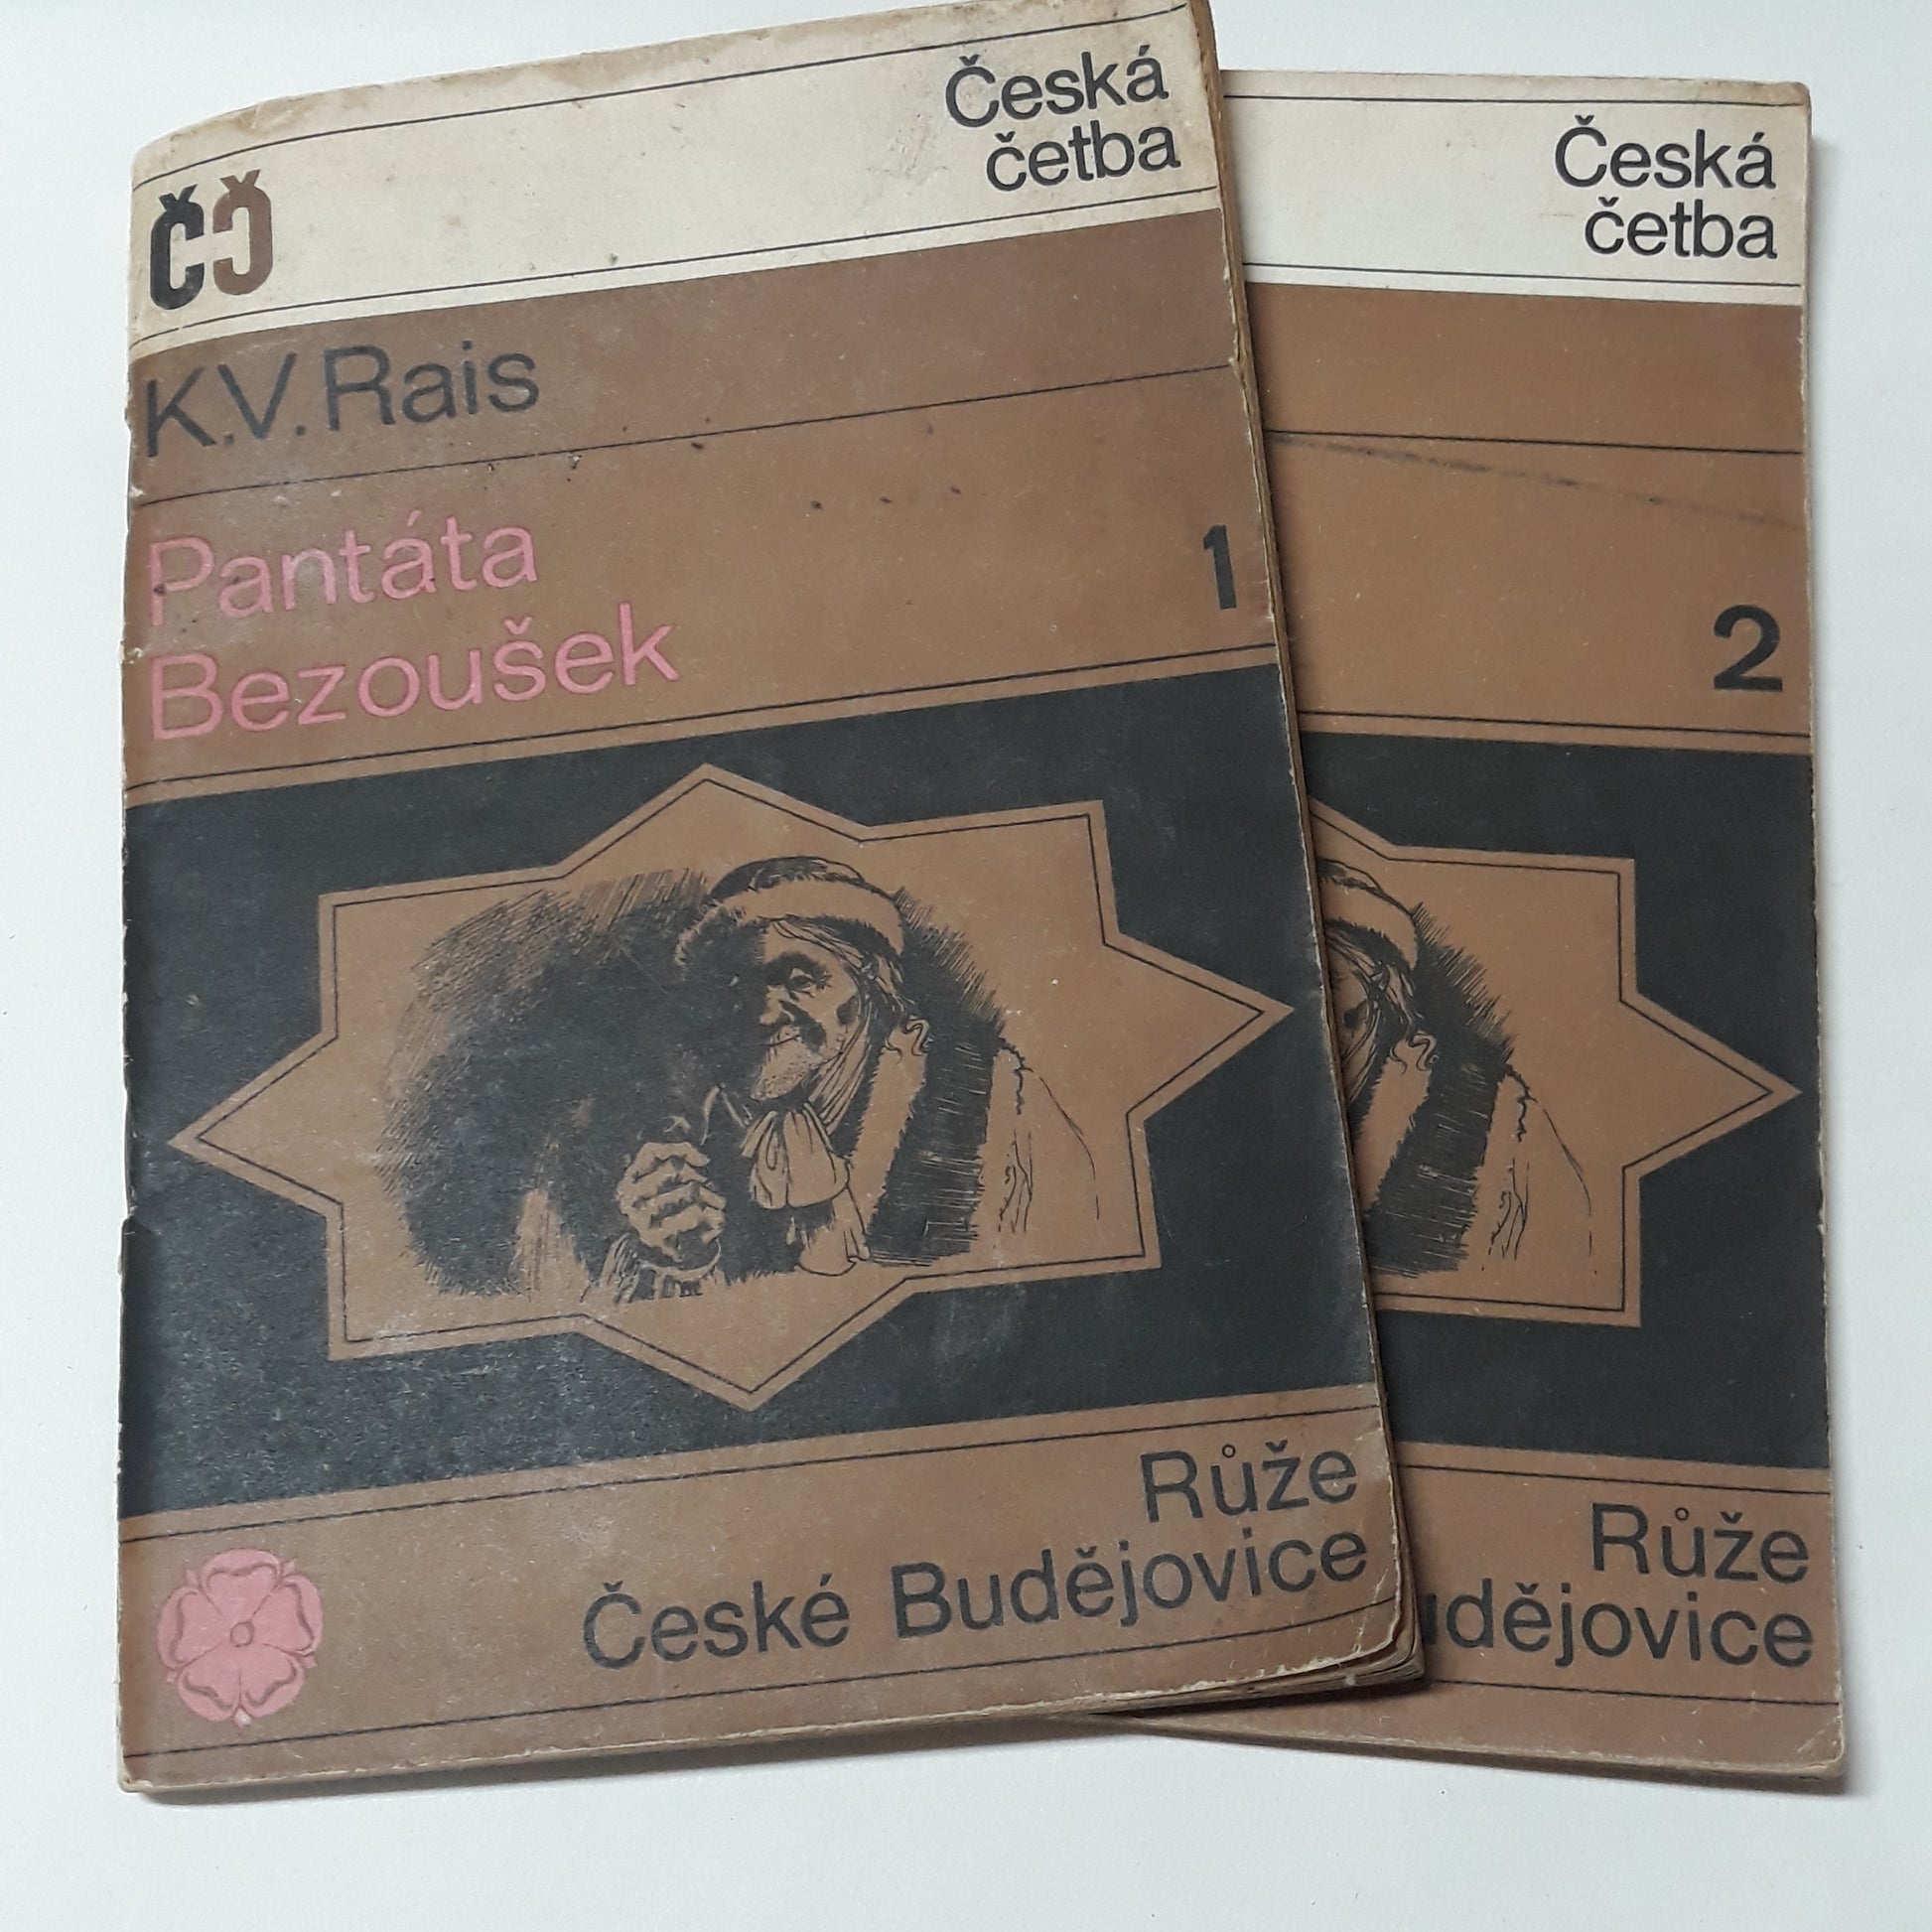 Česká
četba
ČČ
K.V. Rais
Pantáta
Bezoušek
1
Růže
České Budějovice
Česká
četba
2
Růže
udějovice